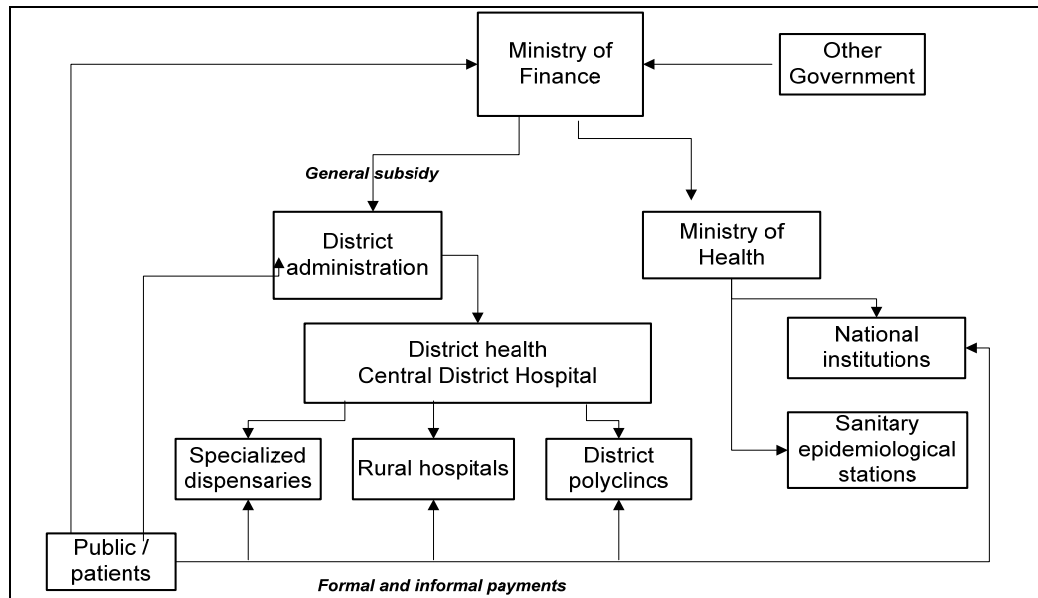 Ministry of
Finance
Other
Government
General subsidy
District
administration
Ministry of
Health
District health
Central District Hospital
National
institutions
Specialized
dispensaries
Rural hospitals
District
polyclincs
Sanitary
epidemiological
stations
Public /
patients
Formal and informal payments